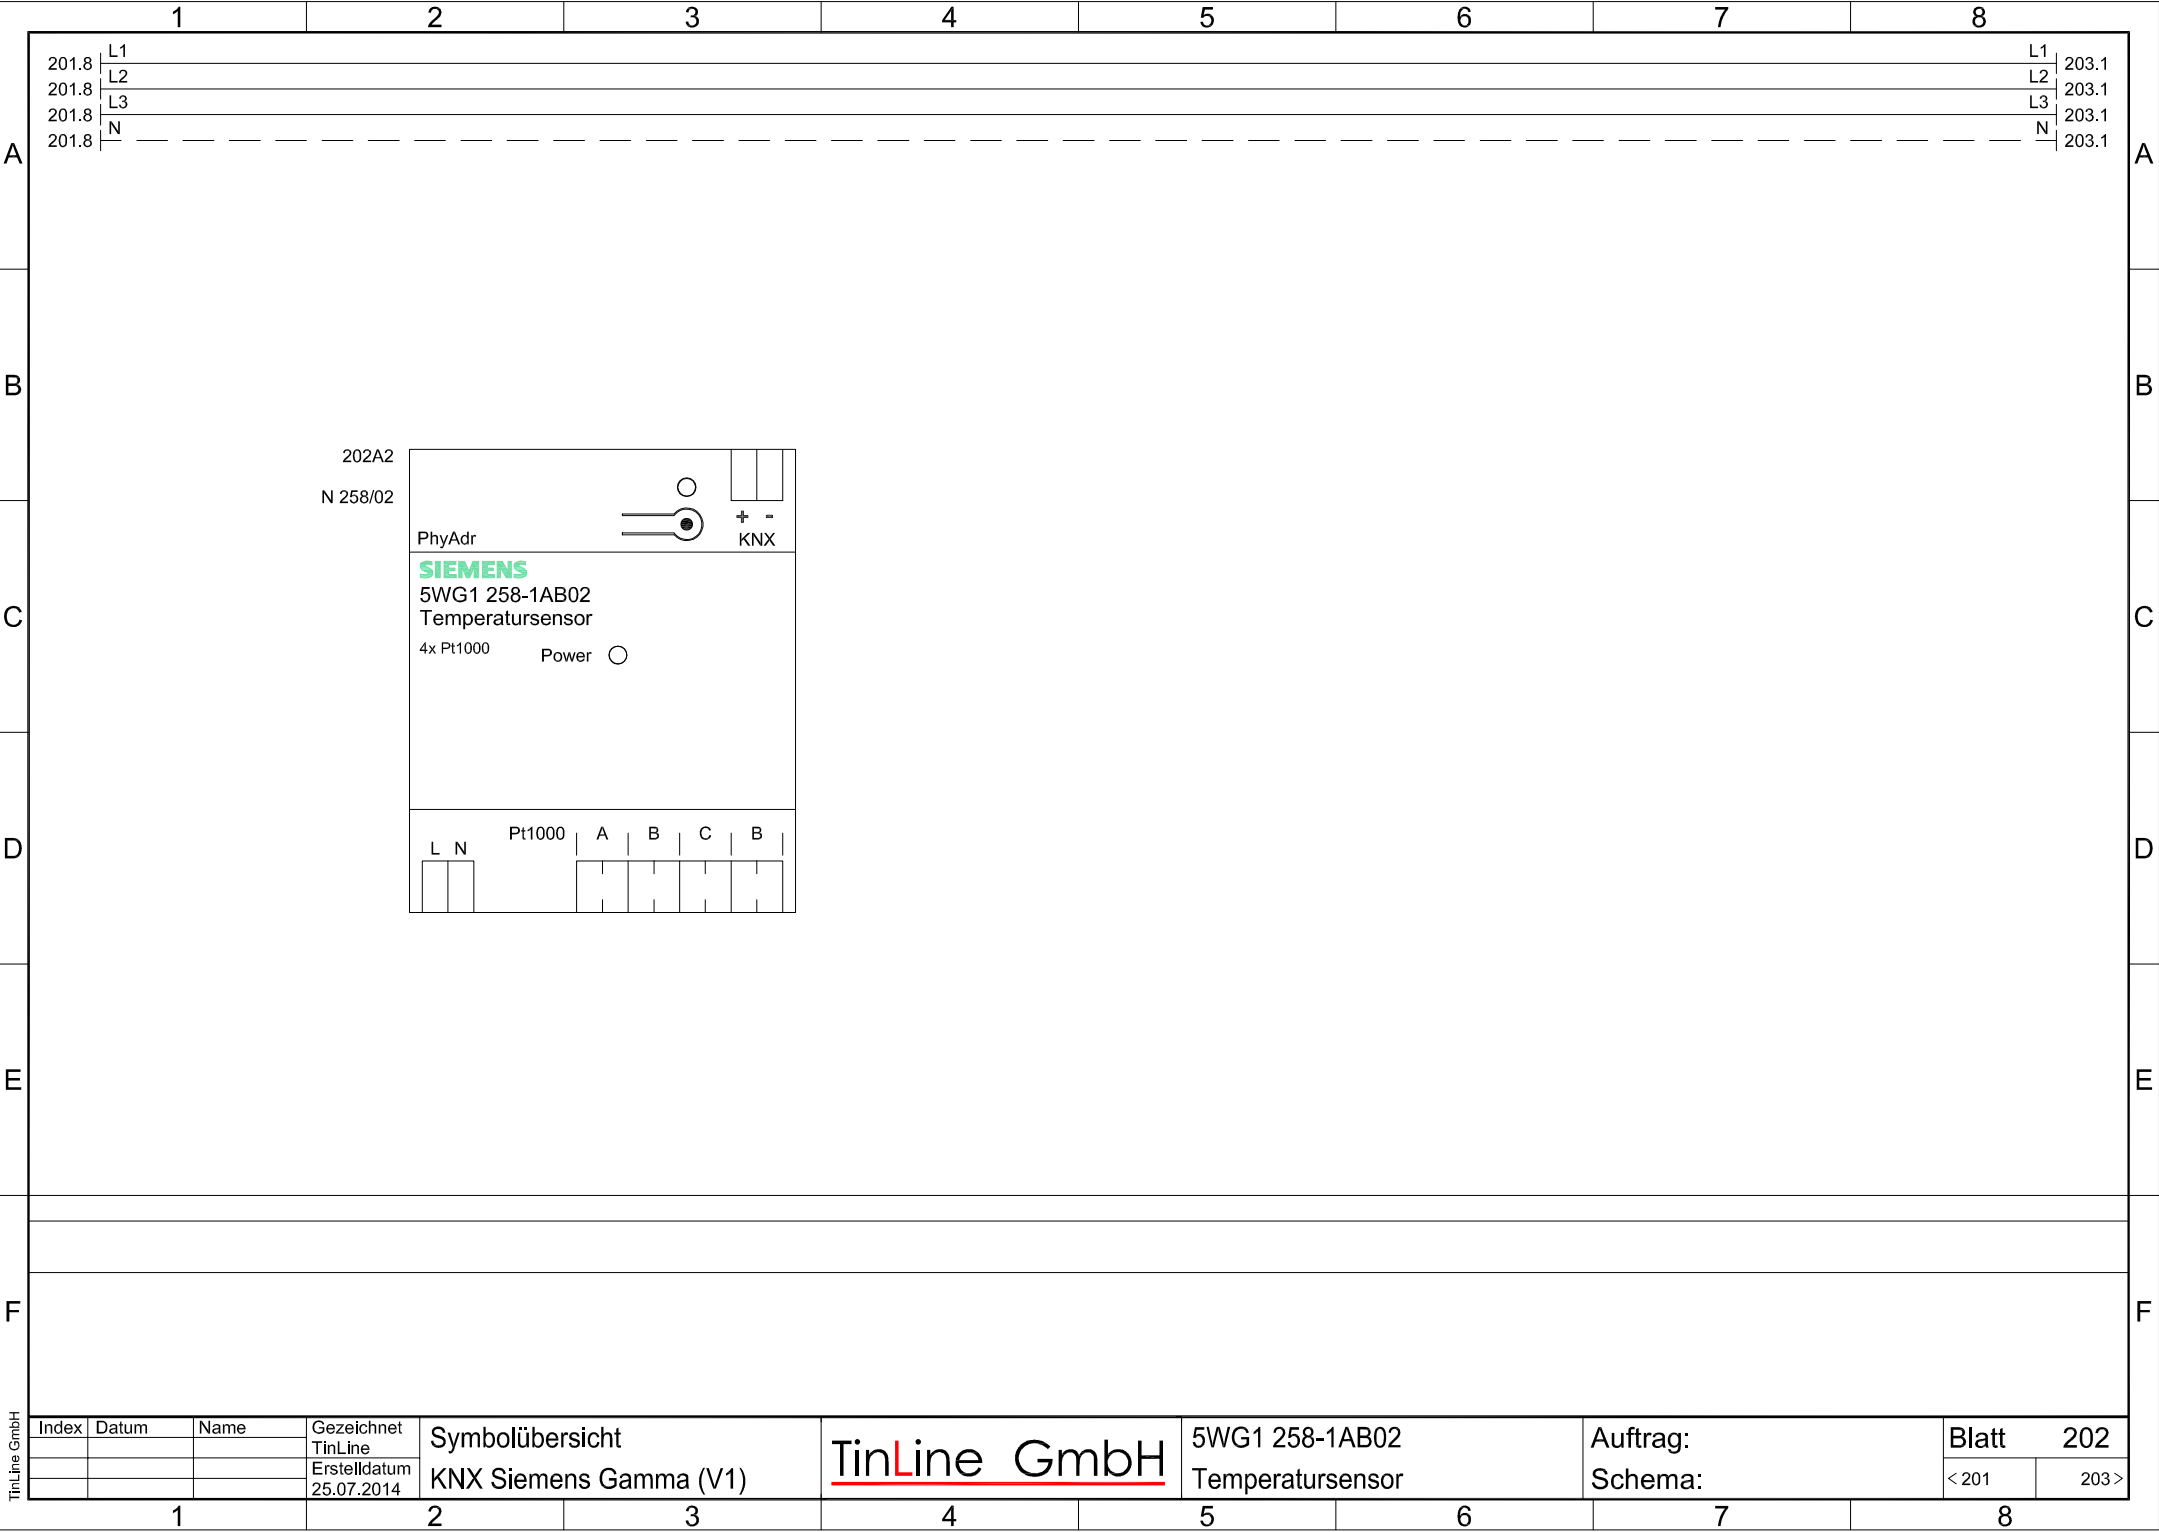 1 2 3 4 5 6 7 8
201.8 L1 L1 203.1
201.8 L2 L2 203.1
201.8 L3 L3 203.1
201.8 N N 203.1
A A
B B
202A2
N 258/02
+ -
PhyAdr KNX
SIEMENS
5WG1 258-1AB02
Temperatursensor
4x Pt1000 Power
C C
Pt1000 A B C B
L N
D D
E E
F F
TinLine GmbH
Index Datum Name Gezeichnet
TinLine
Erstelldatum
25.07.2014
Symbolübersicht
KNX Siemens Gamma (V1)
TinLine GmbH
5WG1 258-1AB02
Temperatursensor
Auftrag:
Schema:
Blatt 202
< 201 203 >
1 2 3 4 5 6 7 8